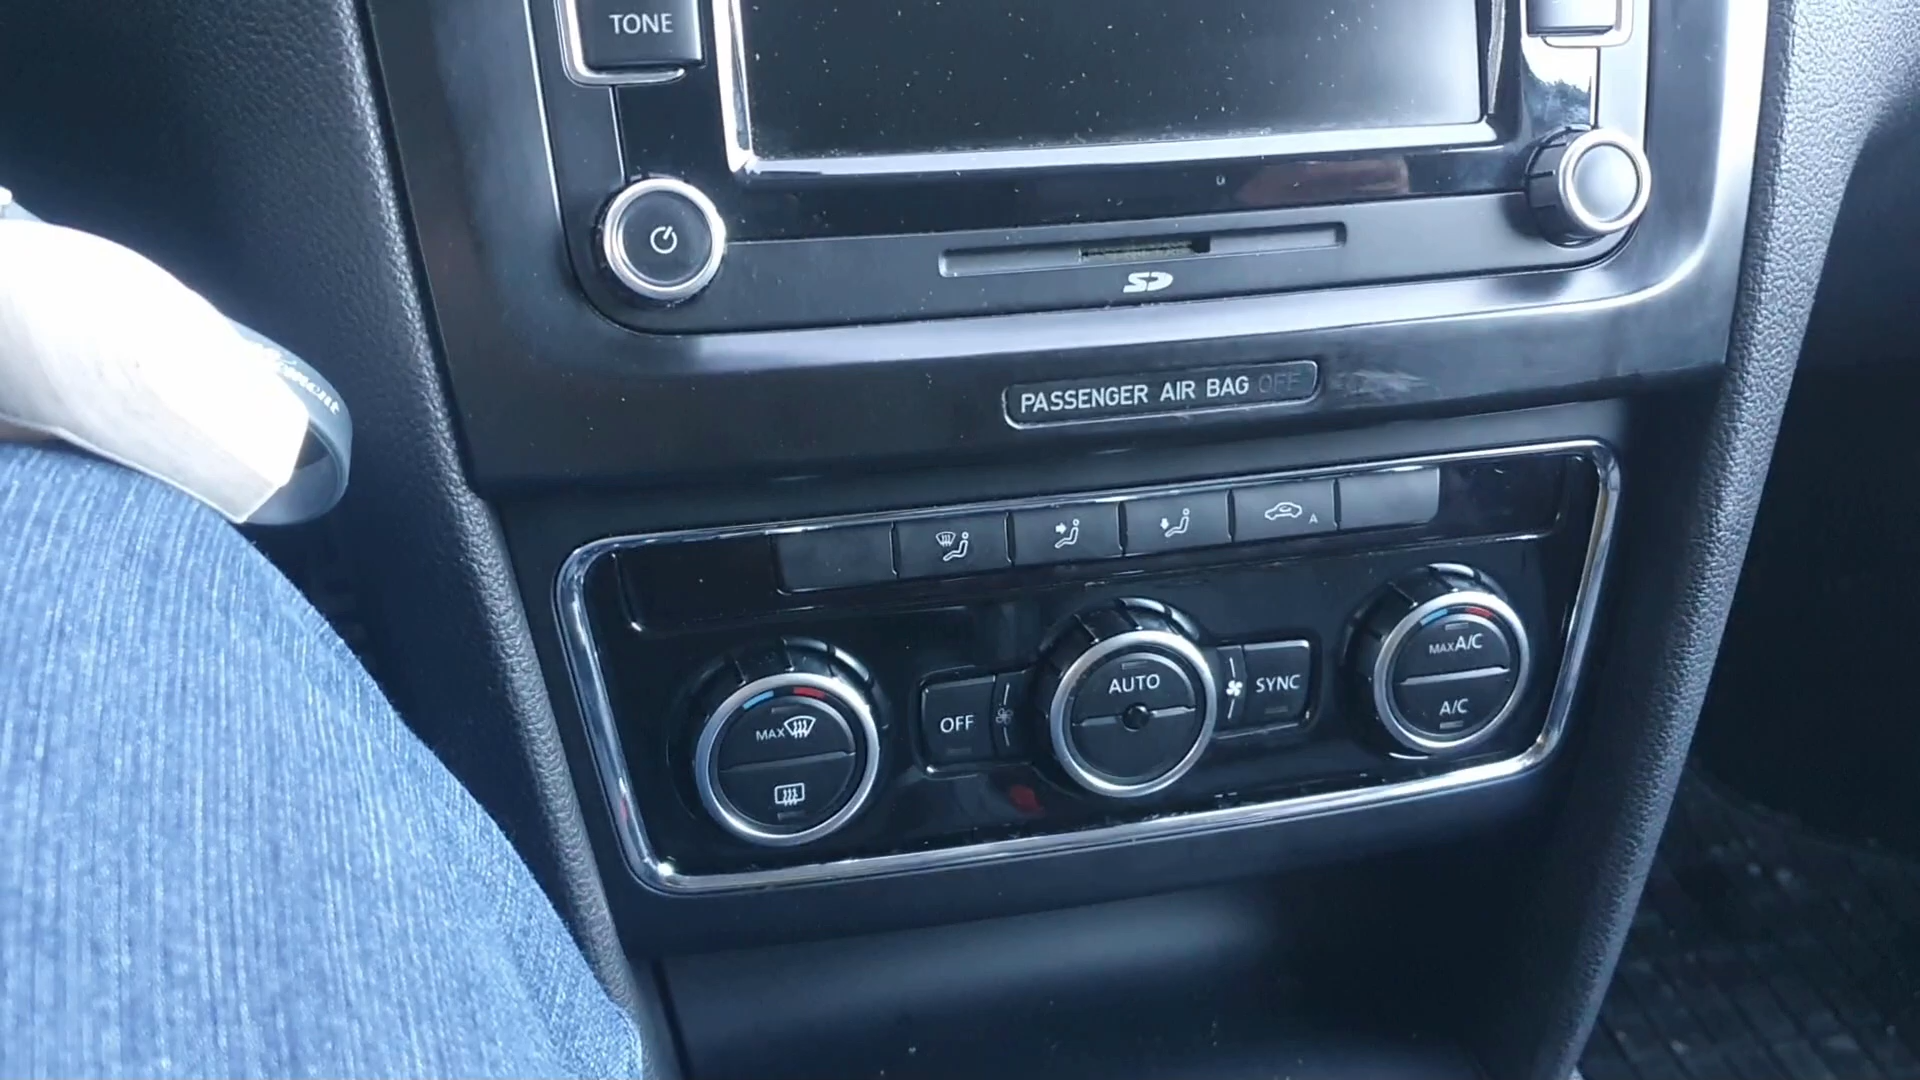 TONE
SD
PASSENGER AIR BAG OFF
A
MAX
OFF
AUTO
SYNC
MAX A/C
A/C